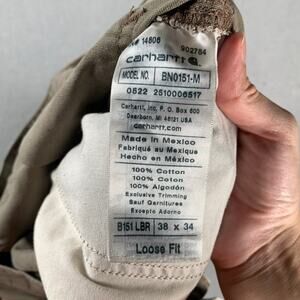 RN# 14806 902784
carhartt
MODEL NO. BN0151-M
0522 2510006517
Carhartt, Inc. P.O. Box 600
Dearborn, MI 48121 USA
carhartt.com
Made in Mexico
Fabriqué au Mexique
Hecho en México
100% Cotton
100% Cotton
100% Algodón
Exclusive Trimming
Sauf Garnitures
Excepto Adorno
B151 LBR 38 x 34
Loose Fit